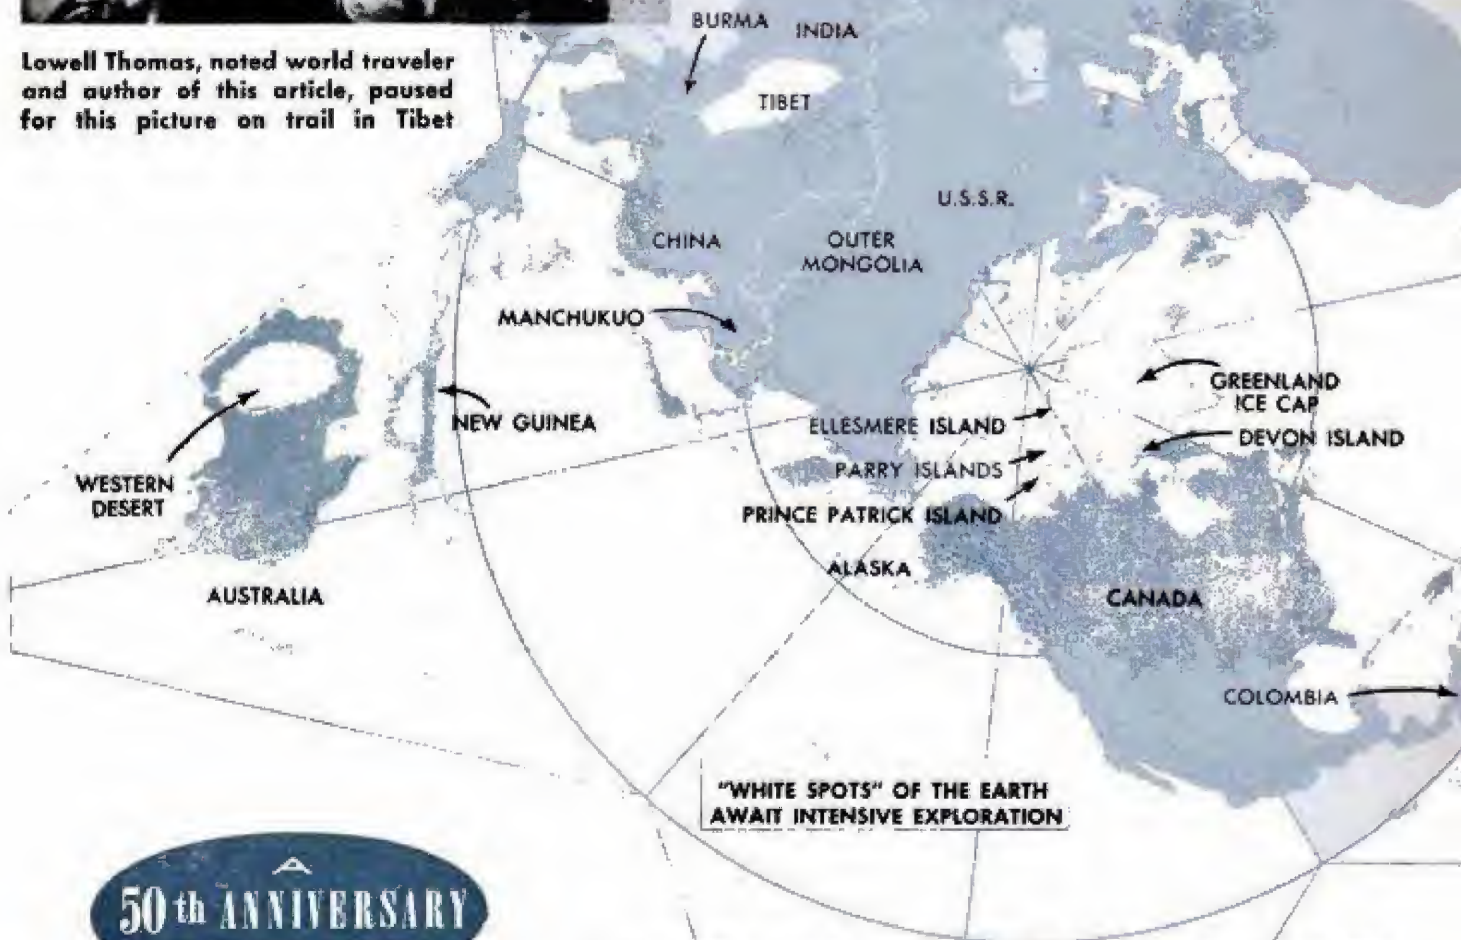 Lowell Thomas, noted world traveler
and author of this article, paused
for this picture on trail in Tibet
BURMA
INDIA
TIBET
U.S.S.R.
CHINA
OUTER
MONGOLIA
MANCHUKUO
NEW GUINEA
WESTERN
DESERT
AUSTRALIA
ELLESMERE ISLAND
PARRY ISLANDS
PRINCE PATRICK ISLAND
ALASKA
GREENLAND
ICE CAP
DEVON ISLAND
CANADA
COLOMBIA
"WHITE SPOTS" OF THE EARTH
AWAIT INTENSIVE EXPLORATION
A
50th ANNIVERSARY